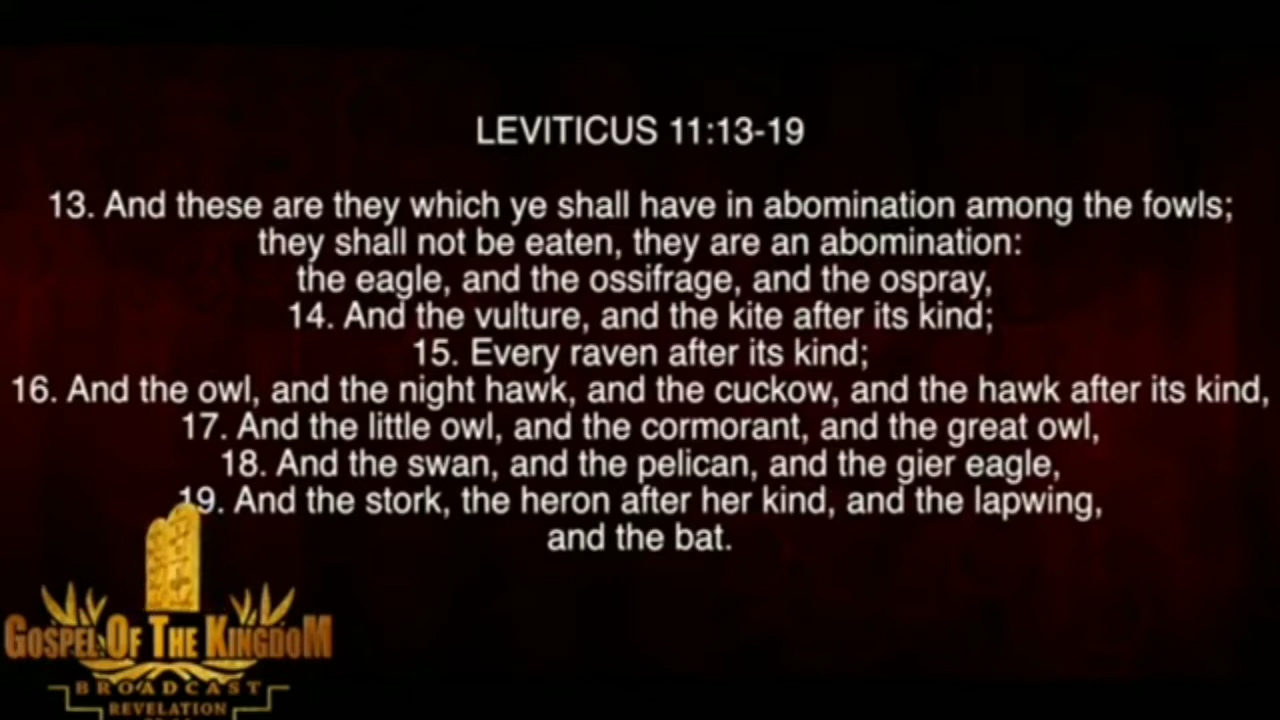 LEVITICUS 11:13-19
13. And these are they which ye shall have in abomination among the fowls;
they shall not be eaten, they are an abomination:
the eagle, and the ossifrage, and the ospray,
14. And the vulture, and the kite after its kind;
15. Every raven after its kind;
16. And the owl, and the night hawk, and the cuckow, and the hawk after its kind,
17. And the little owl, and the cormorant, and the great owl,
18. And the swan, and the pelican, and the gier eagle,
19. And the stork, the heron after her kind, and the lapwing,
and the bat.
GOSPEL OF THE KINGDOM
BROADCAST
REVELATION